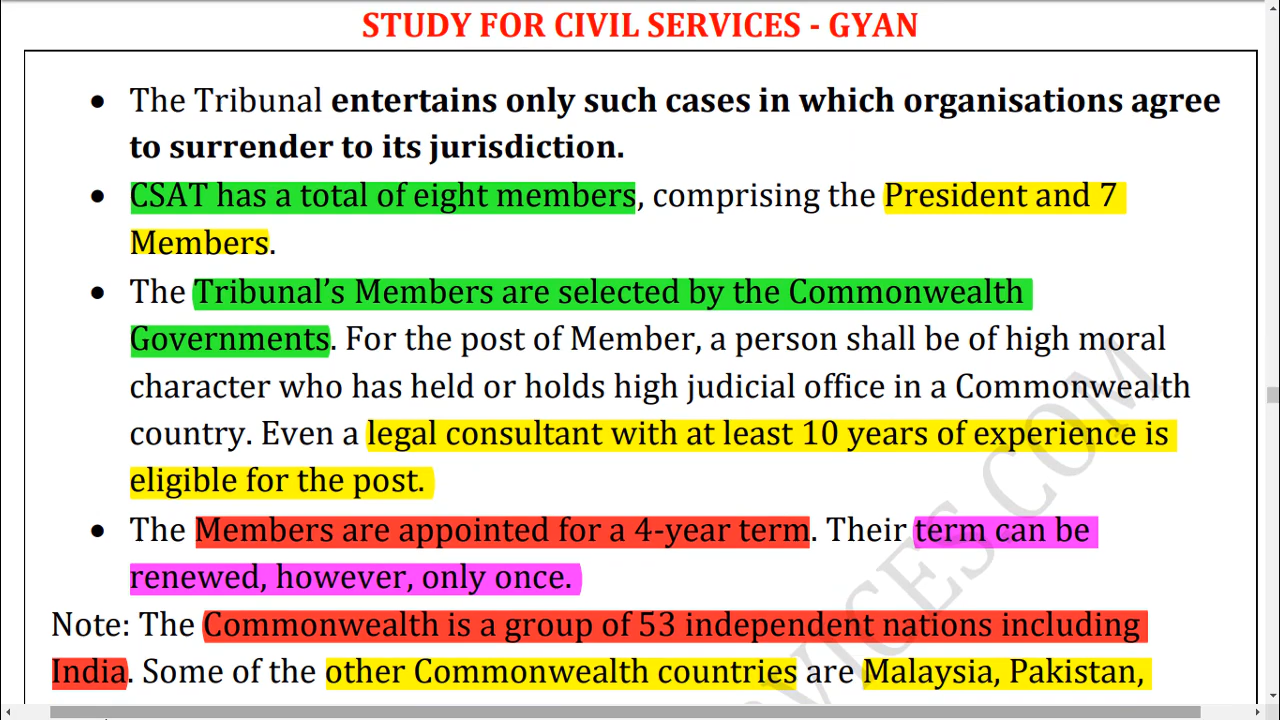 STUDY FOR CIVIL SERVICES - GYAN
• The Tribunal entertains only such cases in which organisations agree
to surrender to its jurisdiction.
• CSAT has a total of eight members, comprising the President and 7
Members.
• The Tribunal’s Members are selected by the Commonwealth
Governments. For the post of Member, a person shall be of high moral
character who has held or holds high judicial office in a Commonwealth
country. Even a legal consultant with at least 10 years of experience is
eligible for the post.
• The Members are appointed for a 4-year term. Their term can be
renewed, however, only once.
Note: The Commonwealth is a group of 53 independent nations including
India. Some of the other Commonwealth countries are Malaysia, Pakistan,
VICES.COM